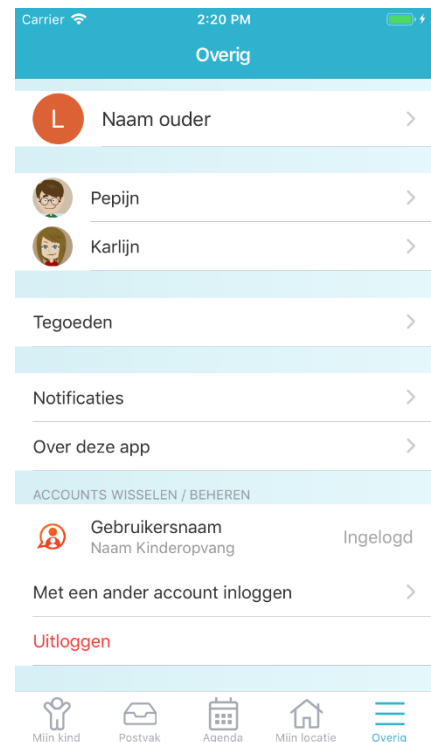 Carrier 2:20 PM
Overig
L Naam ouder
Pepijn
Karlijn
Tegoeden
Notificaties
Over deze app
ACCOUNTS WISSELEN / BEHEREN
Gebruikersnaam
Naam Kinderopvang
Ingelogd
Met een ander account inloggen
Uitloggen
Mijn kind Postvak Agenda Mijn locatie Overig